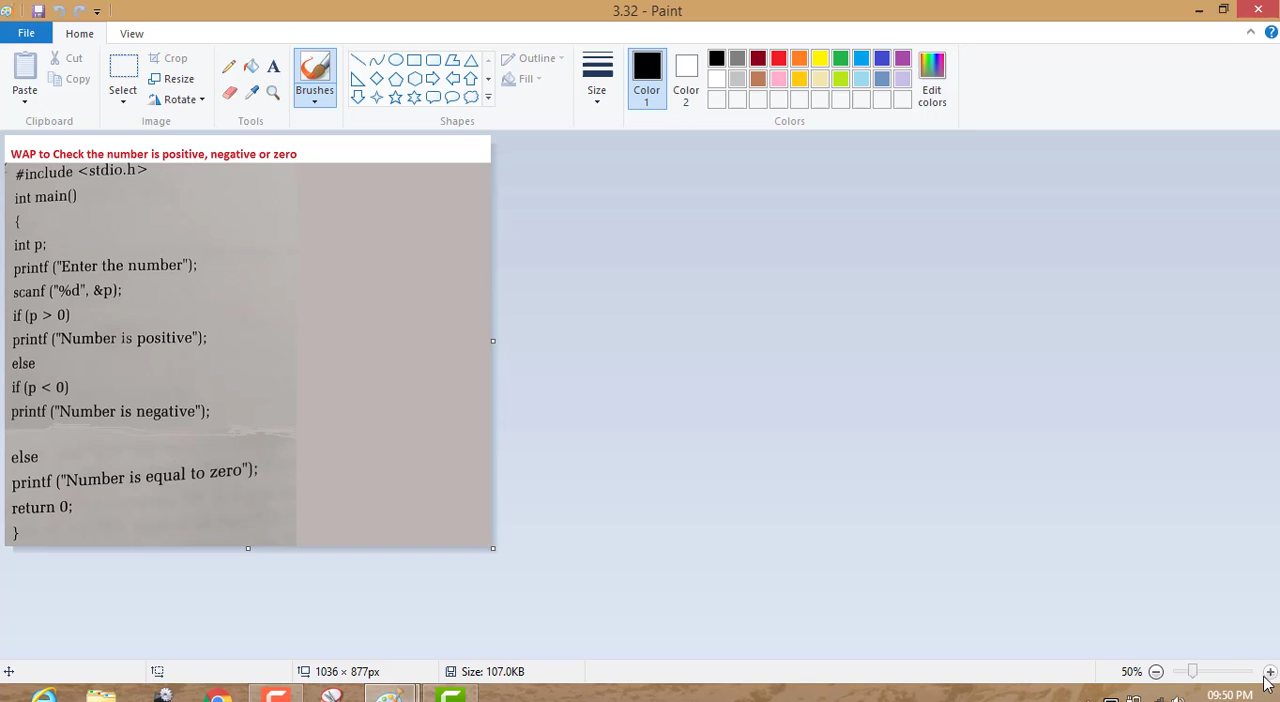 3.32 - Paint
File Home View
Paste
Cut
Copy
Clipboard
Select
Crop
Resize
Rotate
Image
A
Tools
Brushes
Outline
Fill
Shapes
Size
Color 1
Color 2
Edit colors
Colors
WAP to Check the number is positive, negative or zero
#include <stdio.h>
int main()
{
int p;
printf ("Enter the number");
scanf ("%d", &p);
if (p > 0)
printf ("Number is positive");
else
if (p < 0)
printf ("Number is negative");
else
printf ("Number is equal to zero");
return 0;
}
1036 × 877px
Size: 107.0KB
50%
09:50 PM